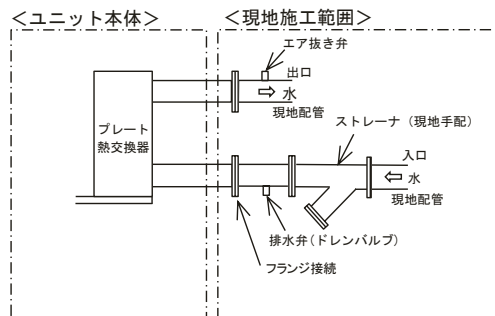 ＜ユニット本体＞
＜現地施工範囲＞
エア抜き弁
出口
水
現地配管
プレート
熱交換器
ストレーナ（現地手配）
入口
水
現地配管
排水弁（ドレンバルブ）
フランジ接続